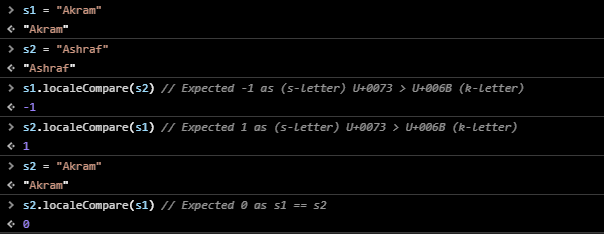 s1 = "Akram"
"Akram"
s2 = "Ashraf"
"Ashraf"
s1.localeCompare(s2) // Expected -1 as (s-letter) U+0073 > U+006B (k-letter)
-1
s2.localeCompare(s1) // Expected 1 as (s-letter) U+0073 > U+006B (k-letter)
1
s2 = "Akram"
"Akram"
s2.localeCompare(s1) // Expected 0 as s1 == s2
0